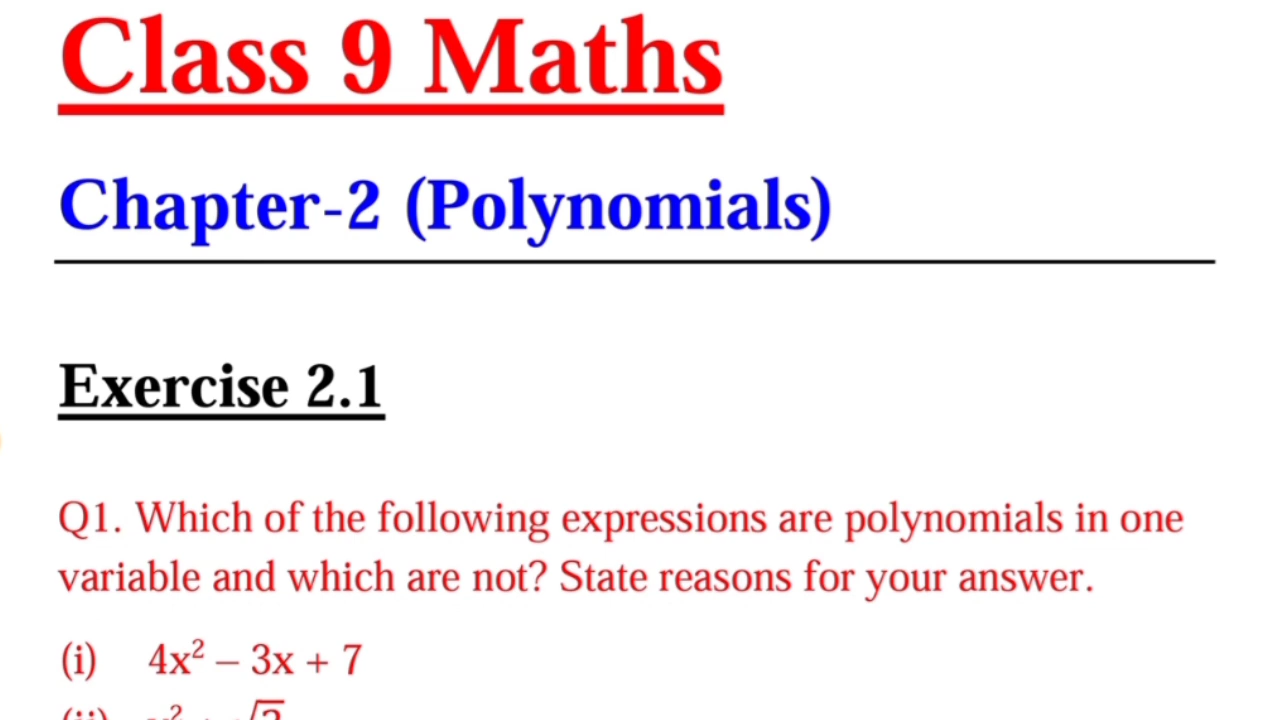 Class 9 Maths
Chapter-2 (Polynomials)
Exercise 2.1
Q1. Which of the following expressions are polynomials in one
variable and which are not? State reasons for your answer.
(i) 4x² – 3x + 7